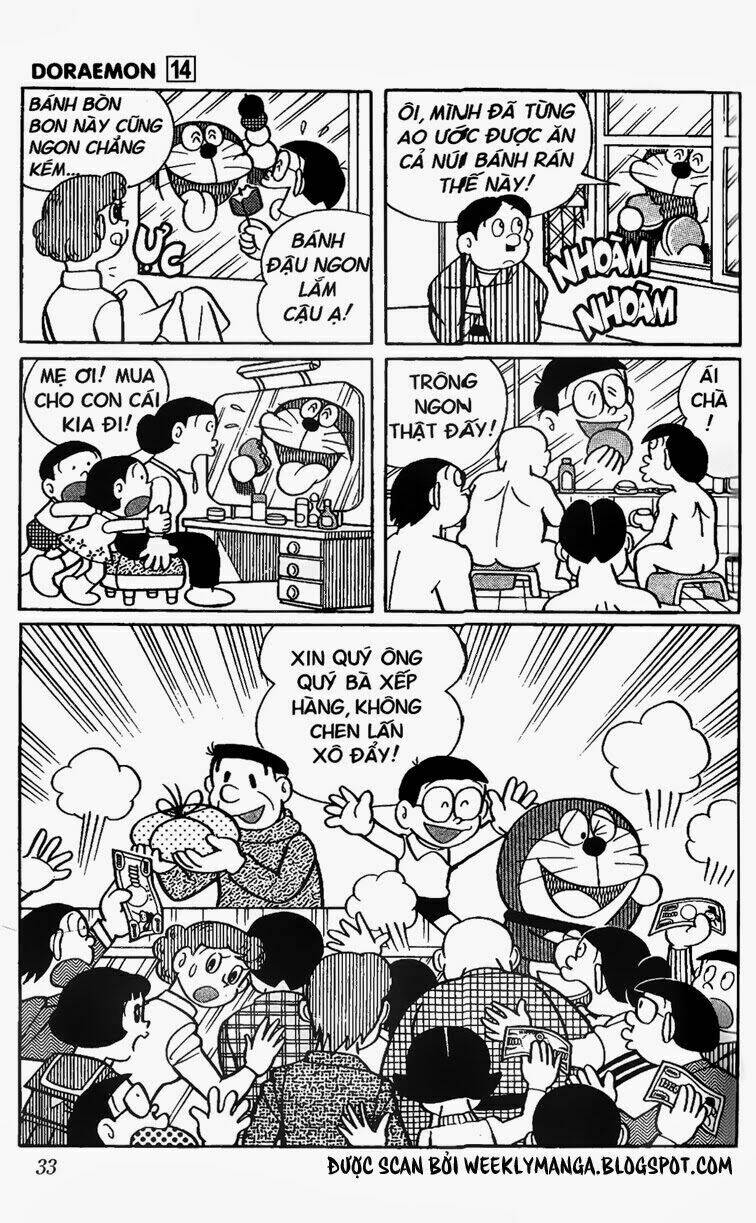 DORAEMON 14
BÁNH BÒN
BON NÀY CŨNG
NGON CHẲNG
KÉM...
ỰC
BÁNH
ĐẬU NGON
LẮM
CẬU Ạ!
ÔI, MÌNH ĐÃ TỪNG
AO ƯỚC ĐƯỢC ĂN
CẢ NÚI BÁNH RÁN
THẾ NÀY!
NHOÀM
NHOÀM
MẸ ƠI! MUA
CHO CON CÁI
KIA ĐI!
TRÔNG
NGON
THẬT ĐẤY!
ÁI
CHÀ
!
XIN QUÝ ÔNG
QUÝ BÀ XẾP
HÀNG, KHÔNG
CHEN LẤN
XÔ ĐẨY!
33
ĐƯỢC SCAN BỞI WEEKLYMANGA.BLOGSPOT.COM